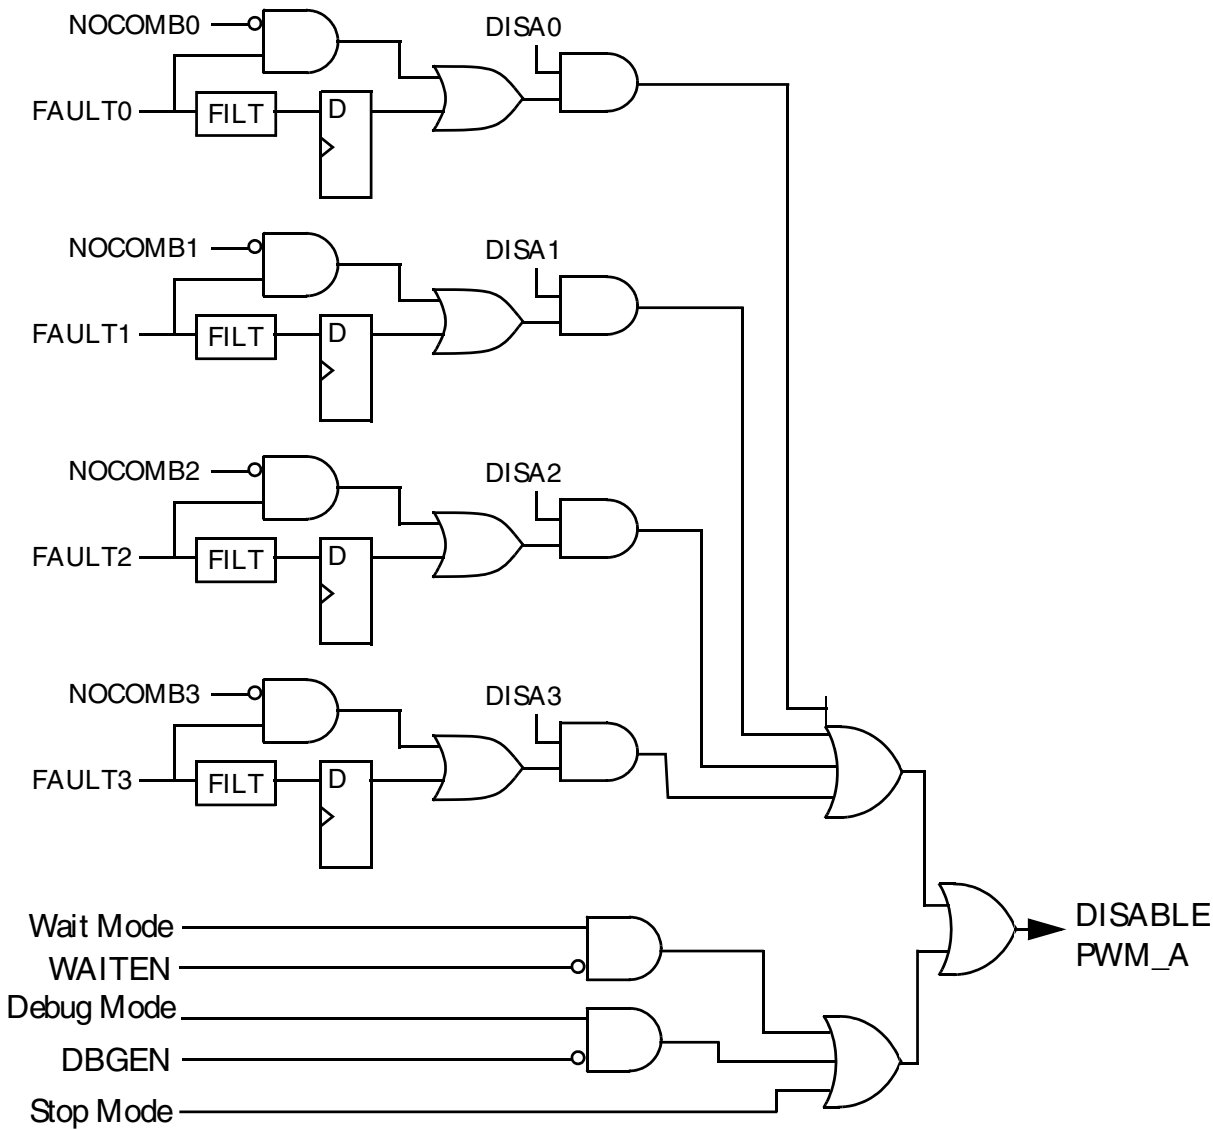 NOCOMB0
DISA0
FAULT0
FILT
D
NOCOMB1
DISA1
FAULT1
FILT
D
NOCOMB2
DISA2
FAULT2
FILT
D
NOCOMB3
DISA3
FAULT3
FILT
D
Wait Mode
WAITEN
Debug Mode
DBGEN
Stop Mode
DISABLE
PWM_A